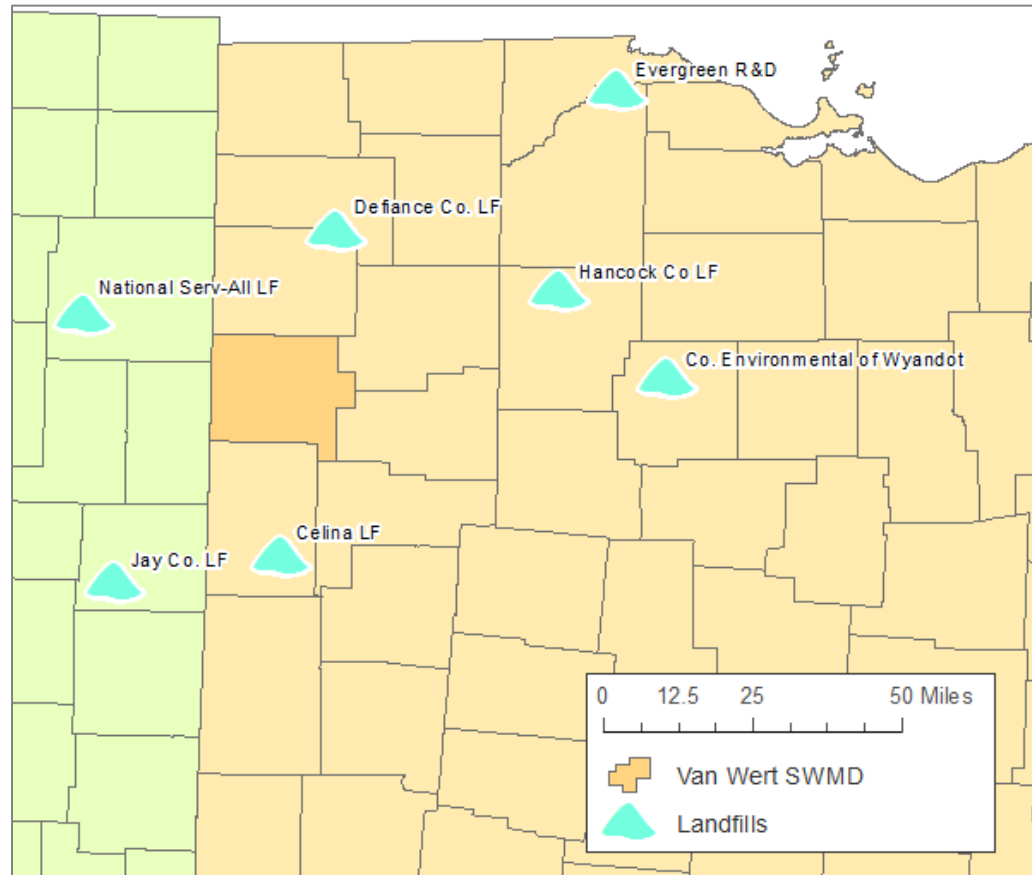 Evergreen R&D
Defiance Co. LF
Hancock Co LF
National Serv-All LF
Co. Environmental of Wyandot
Celina LF
Jay Co. LF
0 12.5 25 50 Miles
Van Wert SWMD
Landfills